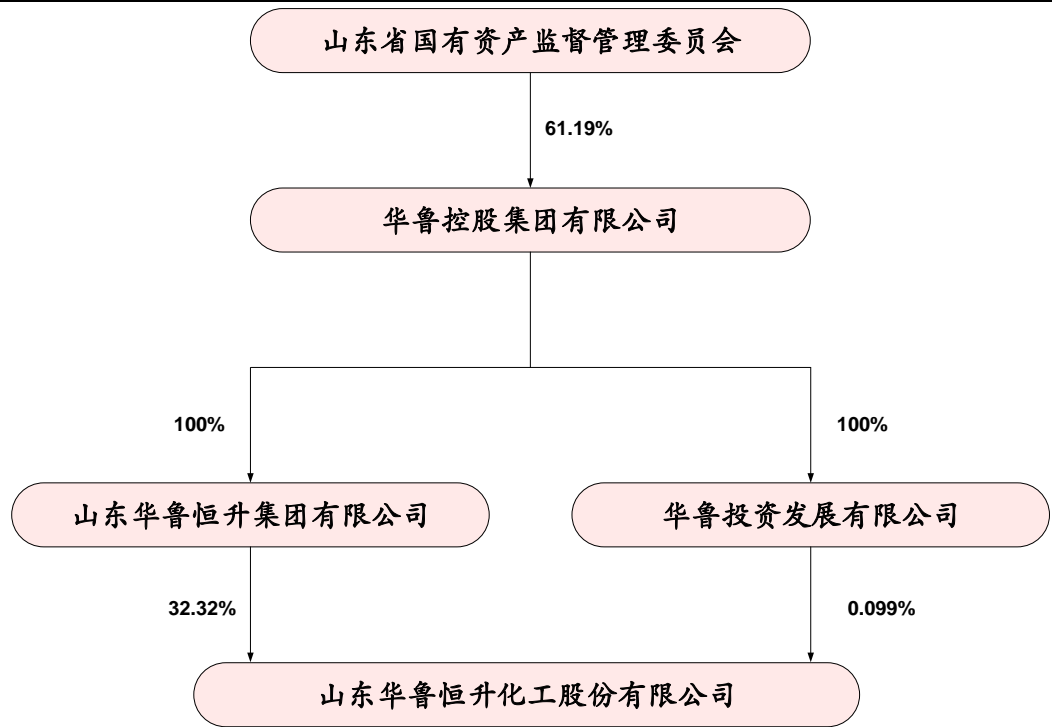 山东省国有资产监督管理委员会
61.19%
华鲁控股集团有限公司
100%
100%
山东华鲁恒升集团有限公司
华鲁投资发展有限公司
32.32%
0.099%
山东华鲁恒升化工股份有限公司